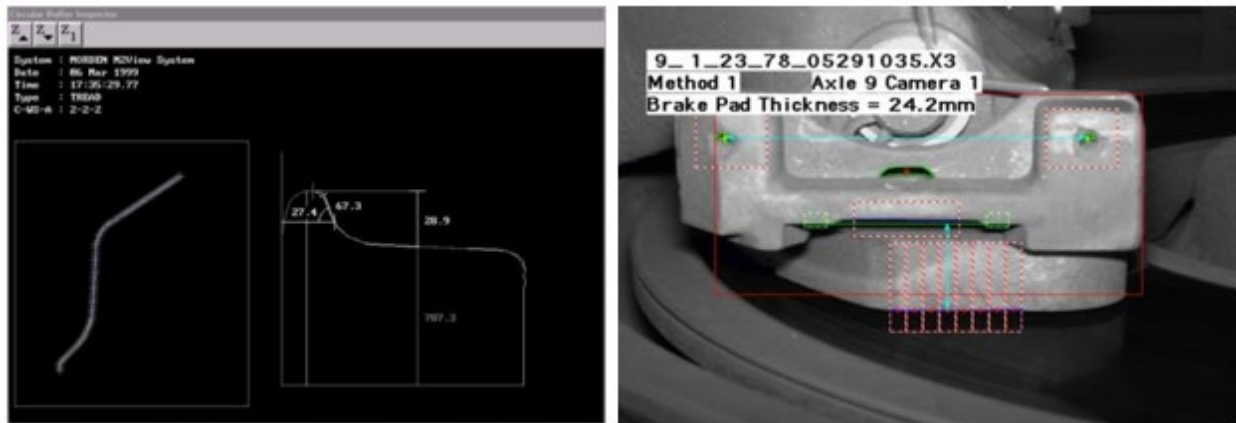 Circular Buffer Inspector
Z Z Z1
System : MORDEN M2View System
Date : 06 Mar 1999
Time : 17:35:29.77
Type : TREAD
C-WS-A : 2-2-2
27.4
67.3
28.9
787.3
9_ 1_23_78_05291035.X3
Method 1 Axle 9 Camera 1
Brake Pad Thickness = 24.2mm